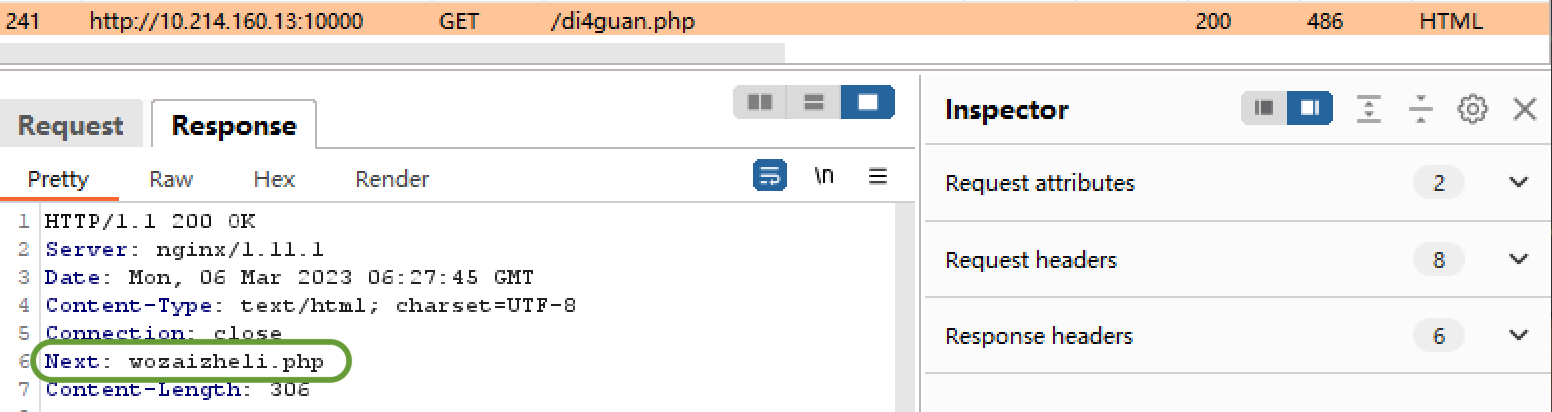 241 http://10.214.160.13:10000 GET /di4guan.php 200 486 HTML
Request Response
Pretty Raw Hex Render \n
1 HTTP/1.1 200 OK
2 Server: nginx/1.11.1
3 Date: Mon, 06 Mar 2023 06:27:45 GMT
4 Content-Type: text/html; charset=UTF-8
5 Connection: close
6 Next: wozaizheli.php
7 Content-Length: 306
Inspector
Request attributes 2
Request headers 8
Response headers 6